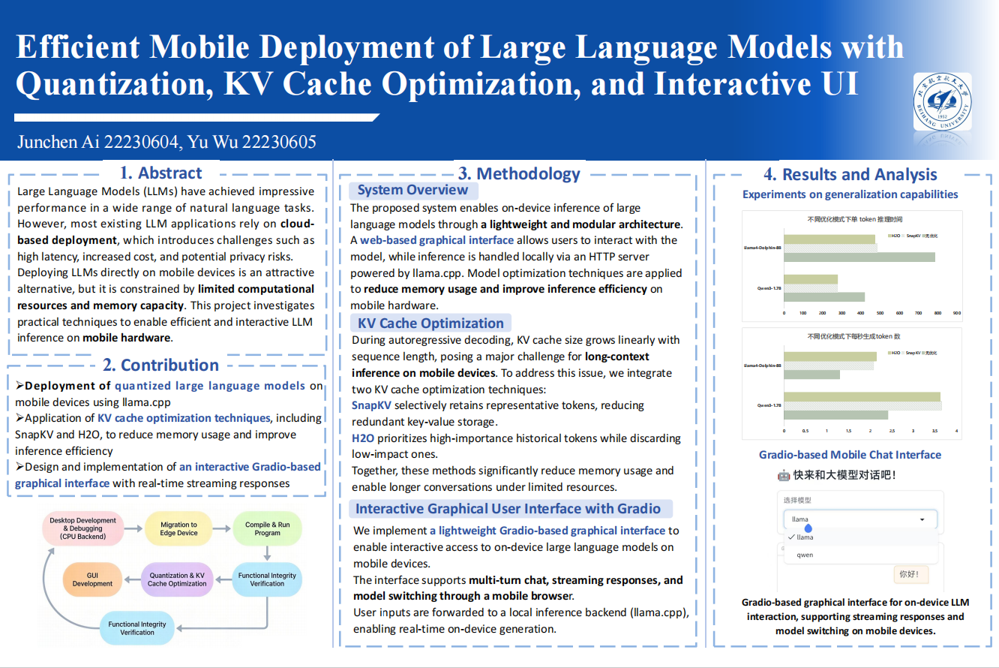 Efficient Mobile Deployment of Large Language Models with
Quantization, KV Cache Optimization, and Interactive UI
Junchen Ai 22230604, Yu Wu 22230605
北京航空航天大学
BEIHANG UNIVERSITY
1952
1. Abstract
Large Language Models (LLMs) have achieved impressive
performance in a wide range of natural language tasks.
However, most existing LLM applications rely on cloud-
based deployment, which introduces challenges such as
high latency, increased cost, and potential privacy risks.
Deploying LLMs directly on mobile devices is an attractive
alternative, but it is constrained by limited computational
resources and memory capacity. This project investigates
practical techniques to enable efficient and interactive LLM
inference on mobile hardware.
2. Contribution
➢Deployment of quantized large language models on
mobile devices using llama.cpp
➢Application of KV cache optimization techniques, including
SnapKV and H2O, to reduce memory usage and improve
inference efficiency
➢Design and implementation of an interactive Gradio-based
graphical interface with real-time streaming responses
Desktop Development
& Debugging
(CPU Backend)
Migration to
Edge Device
Compile & Run
Program
GUI
Development
Quantization & KV
Cache Optimization
Functional Integrity
Verification
Functional Integrity
Verification
3. Methodology
System Overview
The proposed system enables on-device inference of large
language models through a lightweight and modular architecture.
A web-based graphical interface allows users to interact with the
model, while inference is handled locally via an HTTP server
powered by llama.cpp. Model optimization techniques are applied
to reduce memory usage and improve inference efficiency on
mobile hardware.
KV Cache Optimization
During autoregressive decoding, KV cache size grows linearly with
sequence length, posing a major challenge for long-context
inference on mobile devices. To address this issue, we integrate
two KV cache optimization techniques:
SnapKV selectively retains representative tokens, reducing
redundant key-value storage.
H2O prioritizes high-importance historical tokens while discarding
low-impact ones.
Together, these methods significantly reduce memory usage and
enable longer conversations under limited resources.
Interactive Graphical User Interface with Gradio
We implement a lightweight Gradio-based graphical interface to
enable interactive access to on-device large language models on
mobile devices.
The interface supports multi-turn chat, streaming responses, and
model switching through a mobile browser.
User inputs are forwarded to a local inference backend (llama.cpp),
enabling real-time on-device generation.
4. Results and Analysis
Experiments on generalization capabilities
不同优化模式下单 token 推理时间
H2O SnapKV 无优化
llama4-Dolphin-8B
Qwen3-1.7B
0 100 200 300 400 500 600 700 800 900
不同优化模式下每秒生成token 数
H2O SnapKV 无优化
llama4-Dolphin-8B
Qwen3-1.7B
0 0.5 1 1.5 2 2.5 3 3.5 4
Gradio-based Mobile Chat Interface
🤖 快来和大模型对话吧！
选择模型
llama
✓ llama
qwen
你好！
Gradio-based graphical interface for on-device LLM
interaction, supporting streaming responses and
model switching on mobile devices.